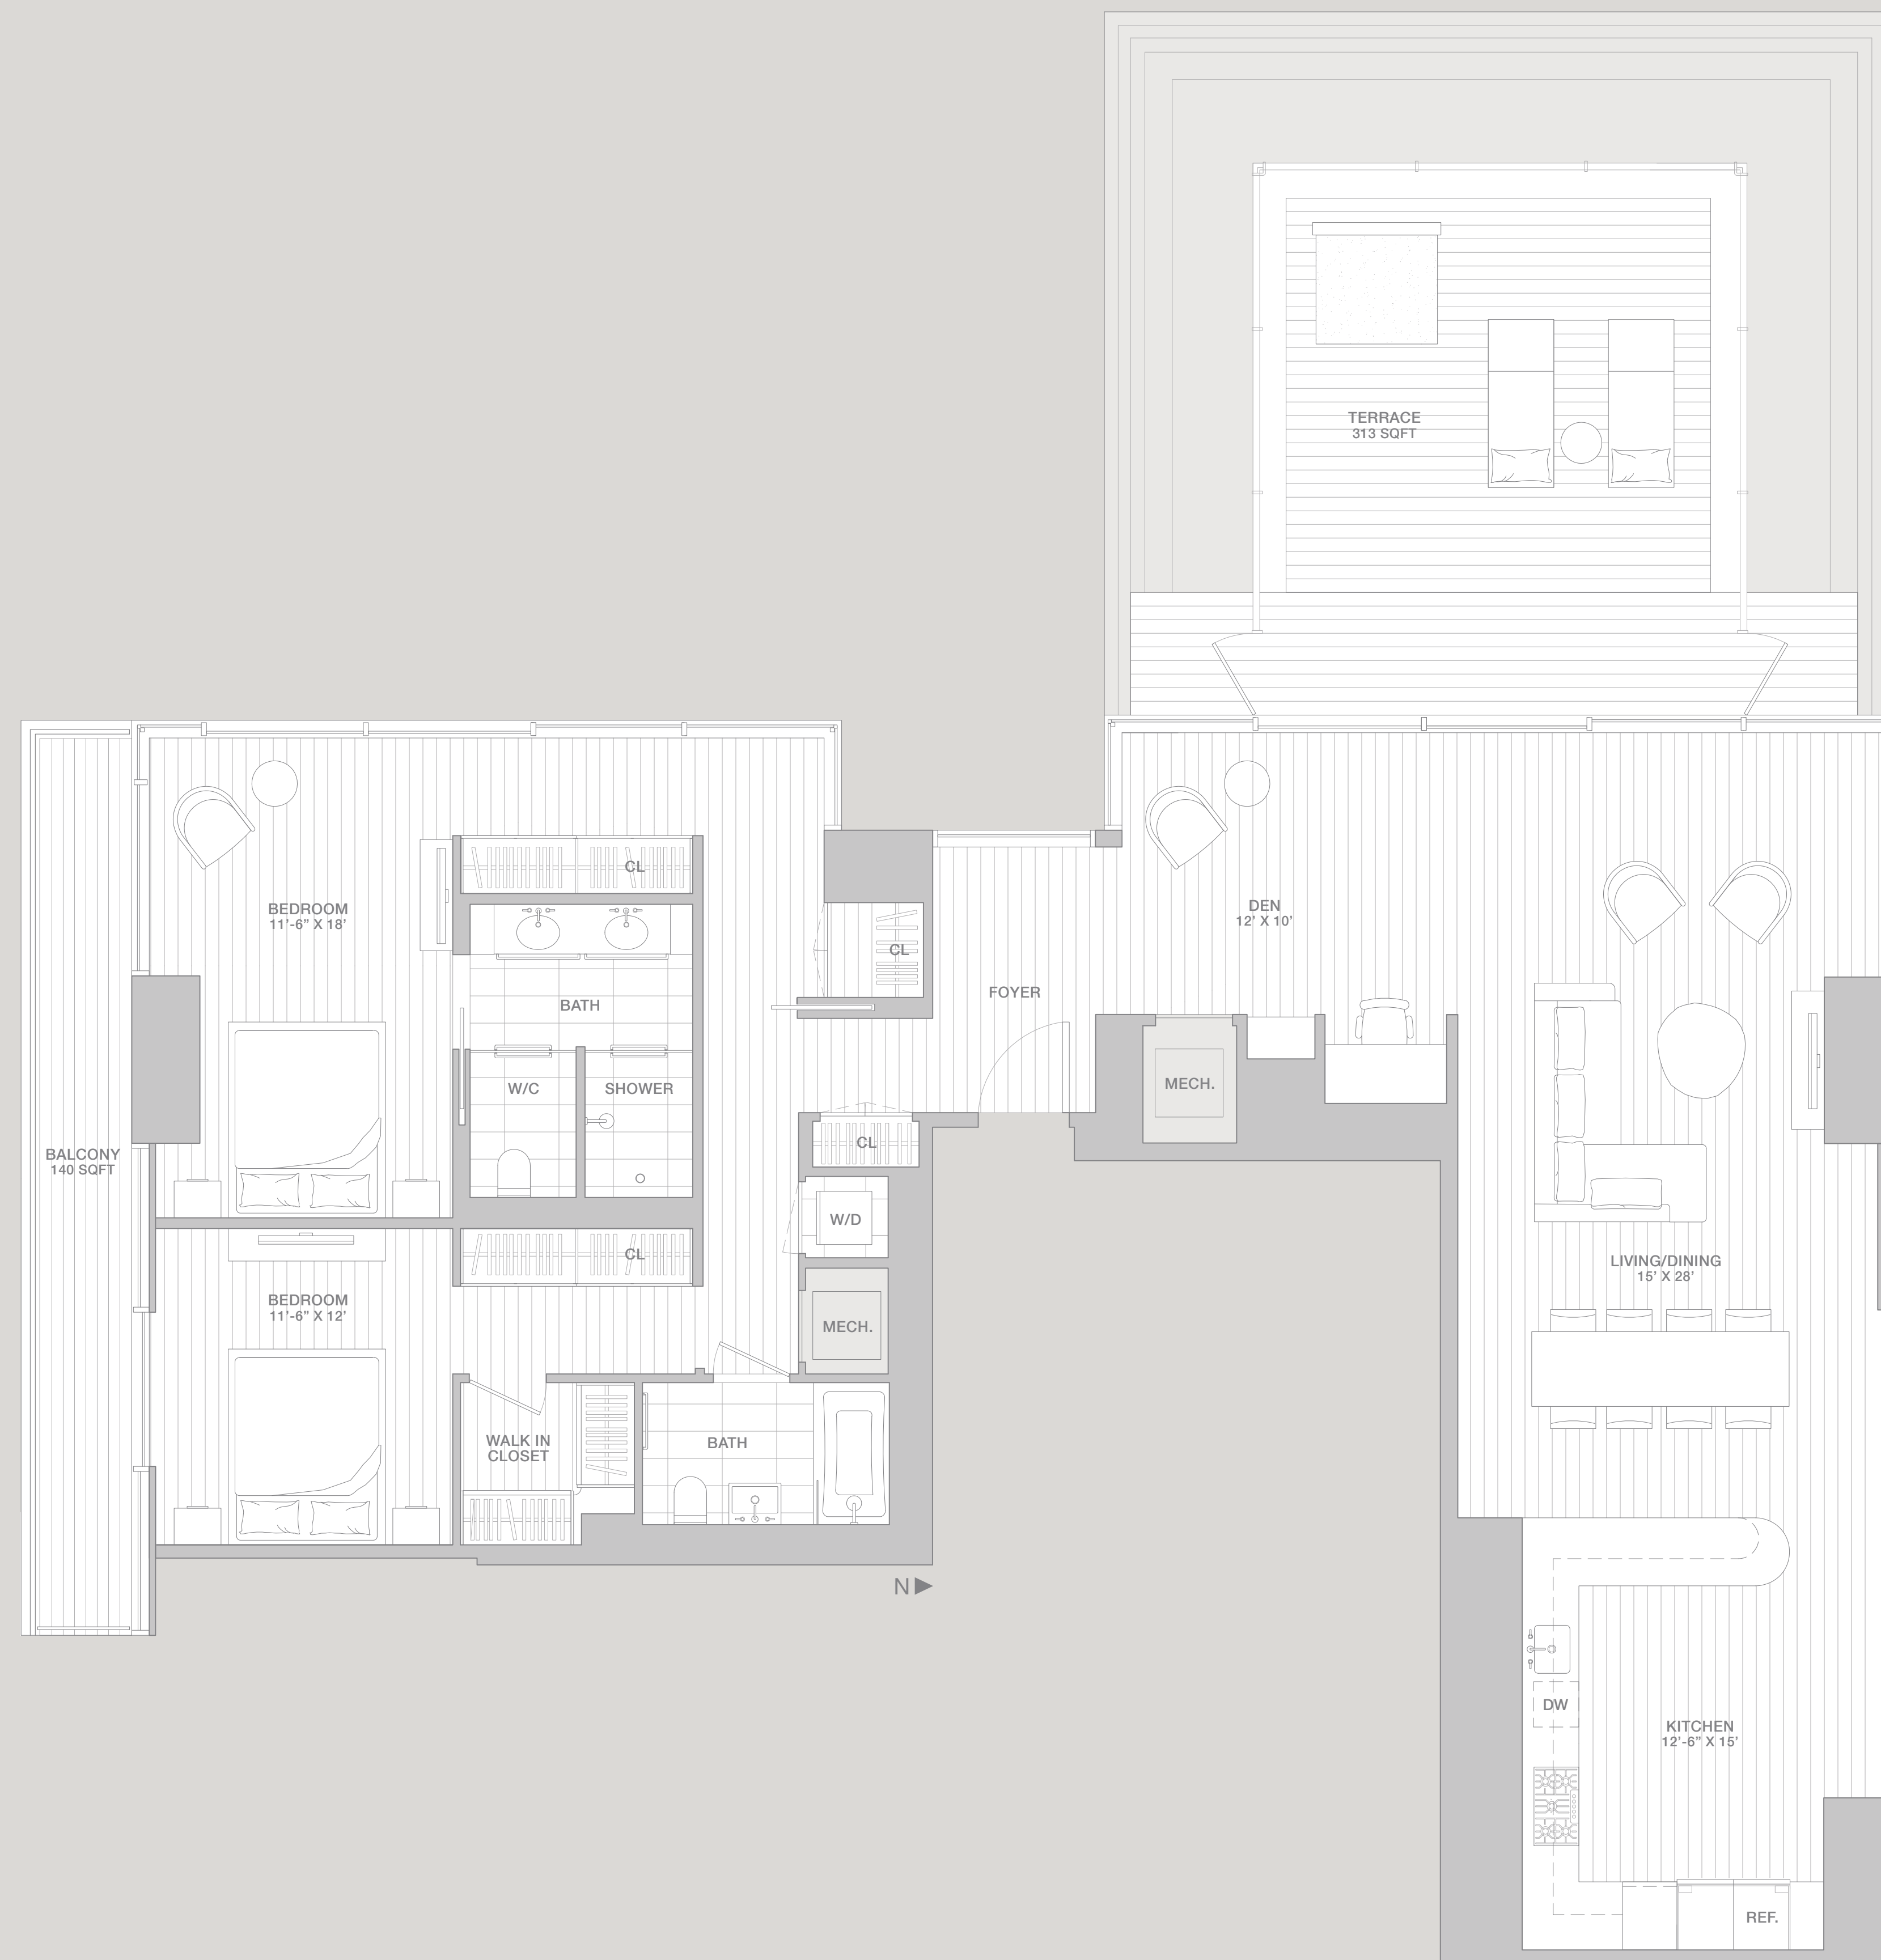 TERRACE
313 SQFT
CL
BEDROOM
11'-6” X 18'
DEN
12' X 10'
CL
FOYER
BATH
W/C
SHOWER
MECH.
CL
BALCONY
140 SQFT
W/D
CL
LIVING/DINING
15' X 28'
BEDROOM
11'-6” X 12'
MECH.
WALK IN
CLOSET
BATH
N
DW
KITCHEN
12'-6” X 15'
REF.